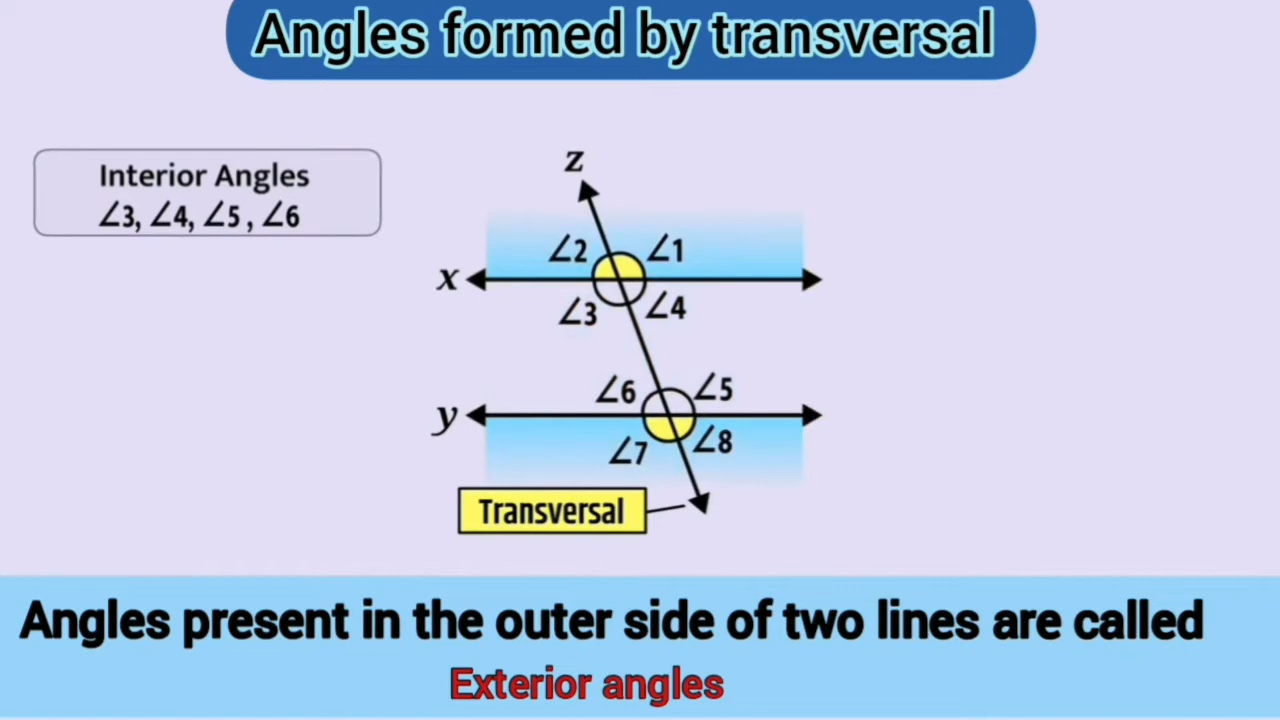 Angles formed by transversal
Interior Angles
∠3, ∠4, ∠5 , ∠6
z
∠2 ∠1
x
∠3 ∠4
∠6 ∠5
y
∠7 ∠8
Transversal
Angles present in the outer side of two lines are called
Exterior angles